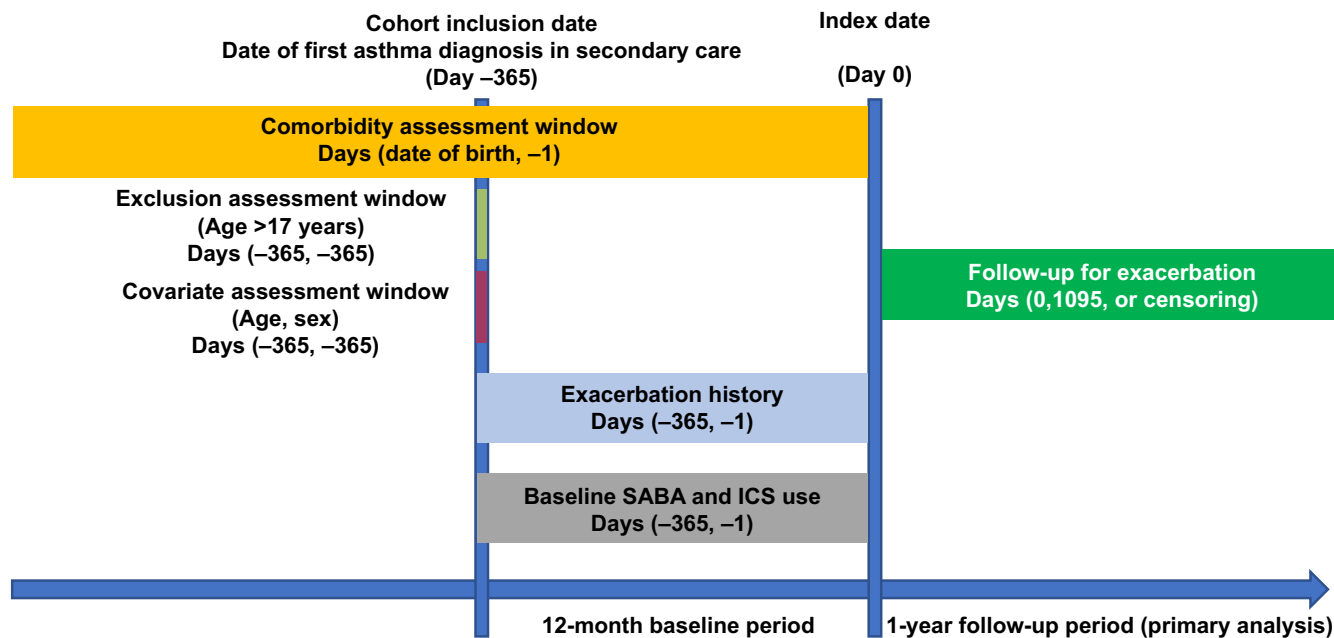 Cohort inclusion date
Date of first asthma diagnosis in secondary care
(Day –365)
Index date
(Day 0)
Comorbidity assessment window
Days (date of birth, –1)
Exclusion assessment window
(Age >17 years)
Days (–365, –365)
Covariate assessment window
(Age, sex)
Days (–365, –365)
Follow-up for exacerbation
Days (0,1095, or censoring)
Exacerbation history
Days (–365, –1)
Baseline SABA and ICS use
Days (–365, –1)
12-month baseline period
1-year follow-up period (primary analysis)